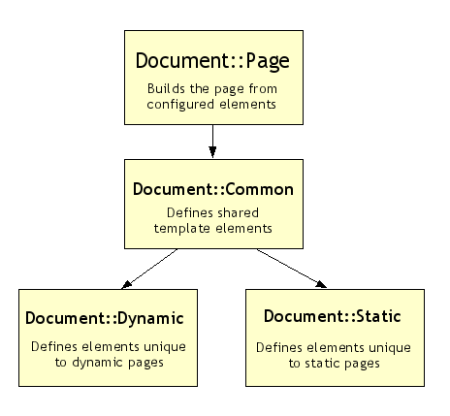 Document::Page
Builds the page from
configured elements
Document::Common
Defines shared
template elements
Document::Dynamic
Defines elements unique
to dynamic pages
Document::Static
Defines elements unique
to static pages